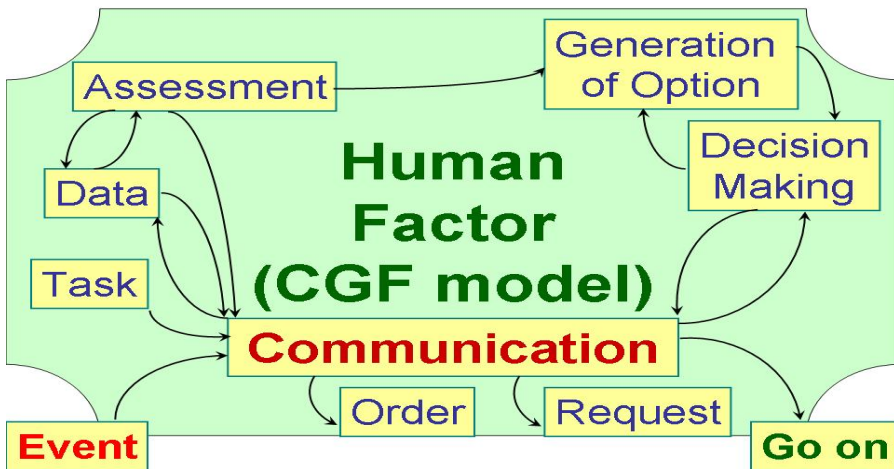 Generation
of Option
Assessment
Decision
Making
Human
Factor
(CGF model)
Data
Task
Communication
Order
Request
Event
Go on